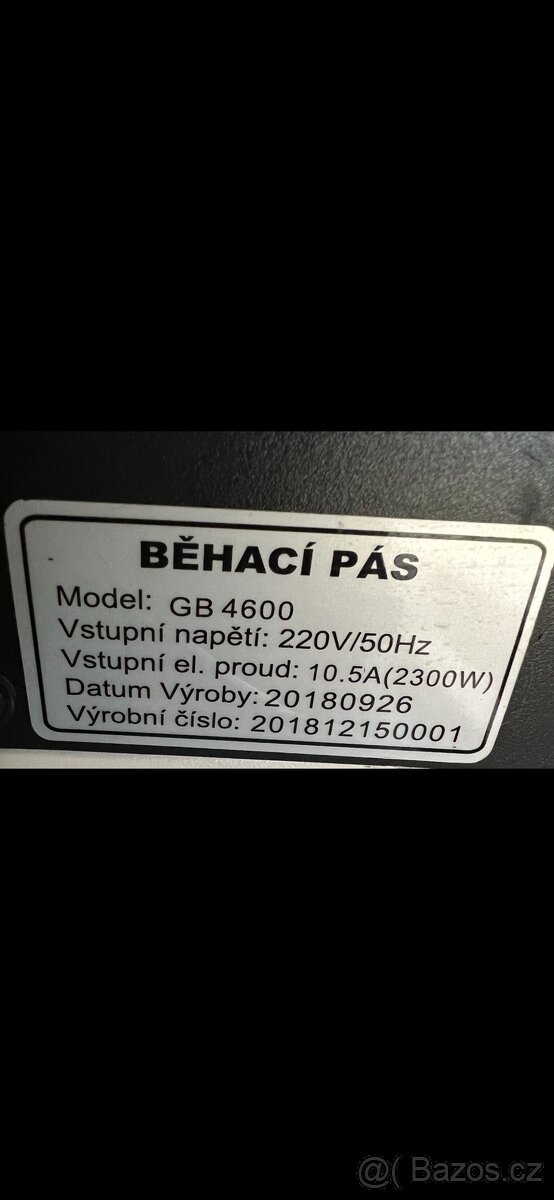 BĚHACÍ PÁS
Model: GB 4600
Vstupní napětí: 220V/50Hz
Vstupní el. proud: 10.5A(2300W)
Datum Výroby: 20180926
Výrobní číslo: 201812150001
@( Bazos.cz